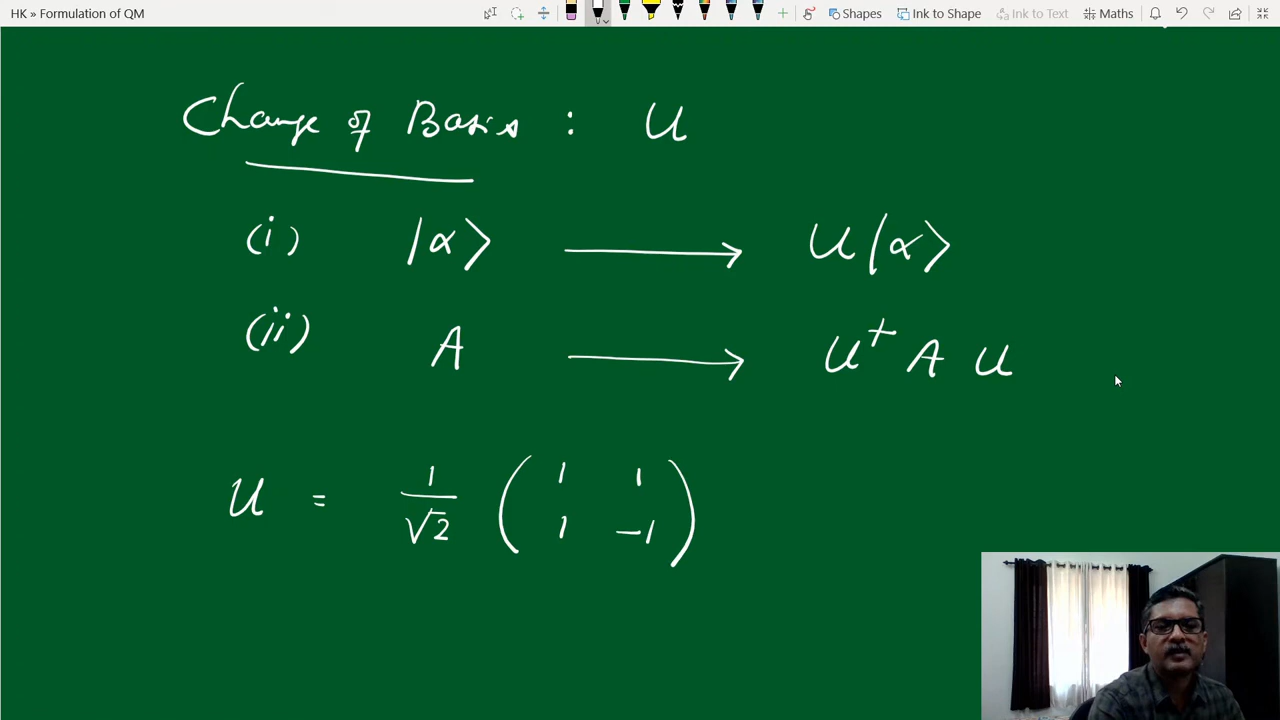 HK » Formulation of QM
Shapes Ink to Shape Ink to Text Maths
Change of Basis : U
(i) |α⟩ ⟶ U|α⟩
(ii) A ⟶ U† A U
U = 1/√2 ( 1 1
1 -1 )